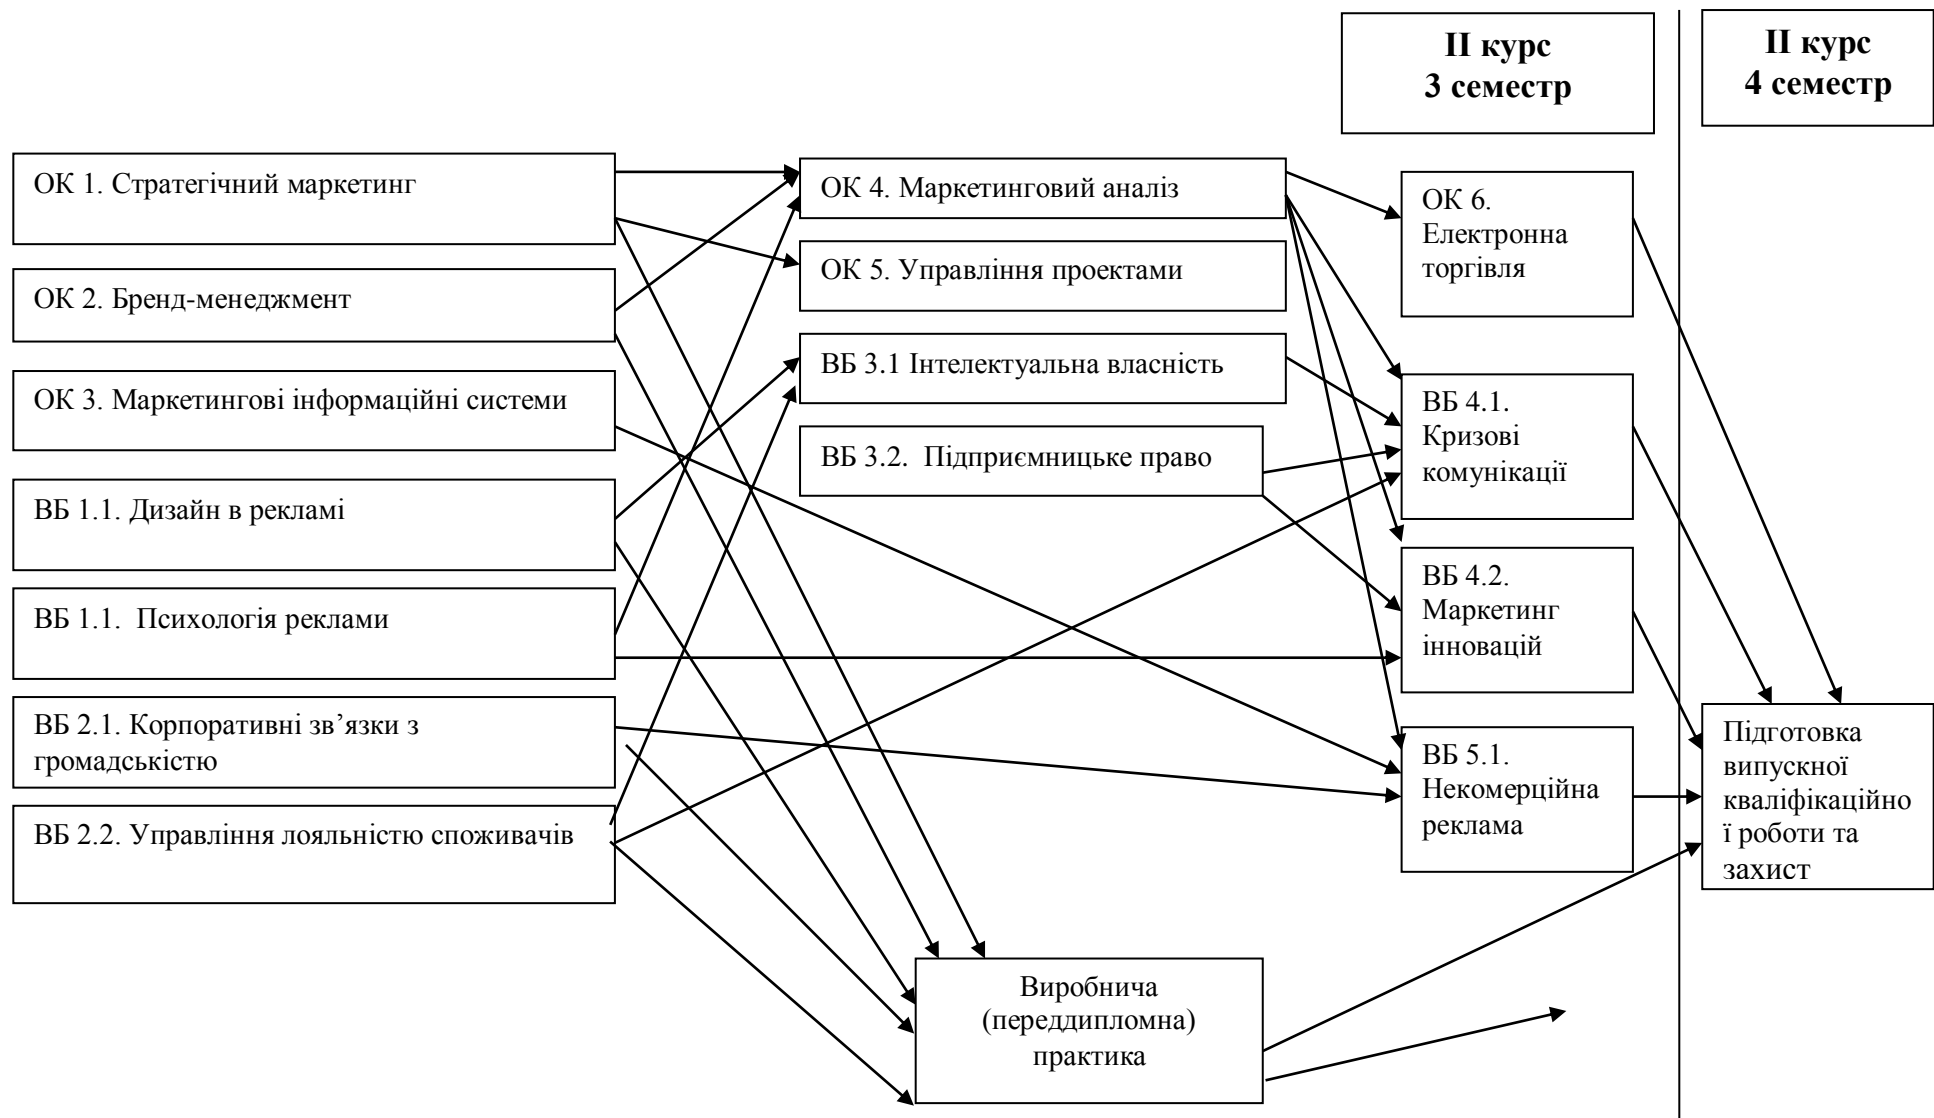 ІІ курс
3 семестр
ІІ курс
4 семестр
ОК 1. Стратегічний маркетинг
ОК 2. Бренд-менеджмент
ОК 3. Маркетингові інформаційні системи
ВБ 1.1. Дизайн в рекламі
ВБ 1.1. Психологія реклами
ВБ 2.1. Корпоративні зв’язки з
громадськістю
ВБ 2.2. Управління лояльністю споживачів
ОК 4. Маркетинговий аналіз
ОК 5. Управління проектами
ВБ 3.1 Інтелектуальна власність
ВБ 3.2. Підприємницьке право
Виробнича
(переддипломна)
практика
ОК 6.
Електронна
торгівля
ВБ 4.1.
Кризові
комунікації
ВБ 4.2.
Маркетинг
інновацій
ВБ 5.1.
Некомерційна
реклама
Підготовка
випускної
кваліфікаційно
ї роботи та
захист